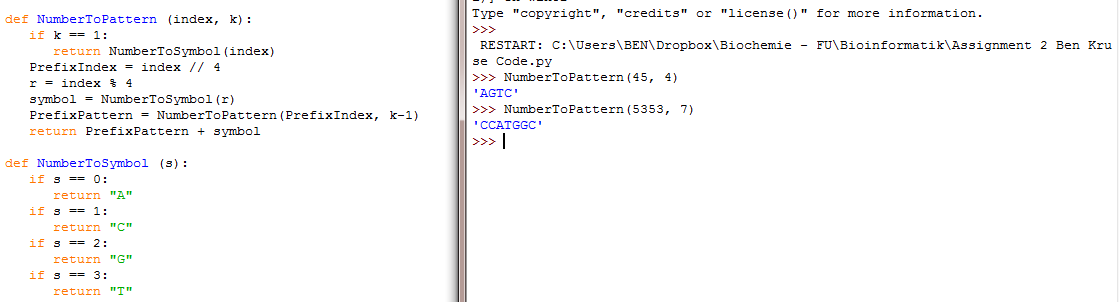 def NumberToPattern (index, k):
   if k == 1:
      return NumberToSymbol(index)
   PrefixIndex = index // 4
   r = index % 4
   symbol = NumberToSymbol(r)
   PrefixPattern = NumberToPattern(PrefixIndex, k-1)
   return PrefixPattern + symbol

def NumberToSymbol (s):
   if s == 0:
      return "A"
   if s == 1:
      return "C"
   if s == 2:
      return "G"
   if s == 3:
      return "T"
Type "copyright", "credits" or "license()" for more information.
>>>
 RESTART: C:\Users\BEN\Dropbox\Biochemie - FU\Bioinformatik\Assignment 2 Ben Kru
se Code.py
>>> NumberToPattern(45, 4)
'AGTC'
>>> NumberToPattern(5353, 7)
'CCATGGC'
>>>